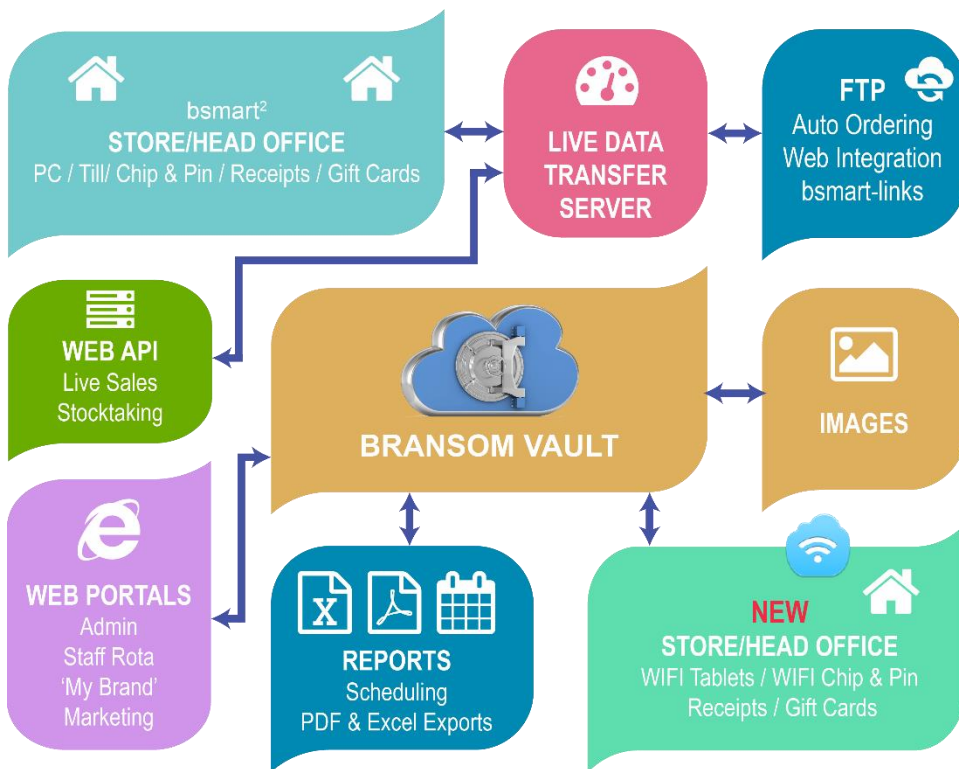 bsmart²
STORE/HEAD OFFICE
PC / Till/ Chip & Pin / Receipts / Gift Cards
LIVE DATA
TRANSFER
SERVER
FTP
Auto Ordering
Web Integration
bsmart-links
WEB API
Live Sales
Stocktaking
BRANSOM VAULT
IMAGES
WEB PORTALS
Admin
Staff Rota
‘My Brand’
Marketing
X
REPORTS
Scheduling
PDF & Excel Exports
NEW
STORE/HEAD OFFICE
WIFI Tablets / WIFI Chip & Pin
Receipts / Gift Cards